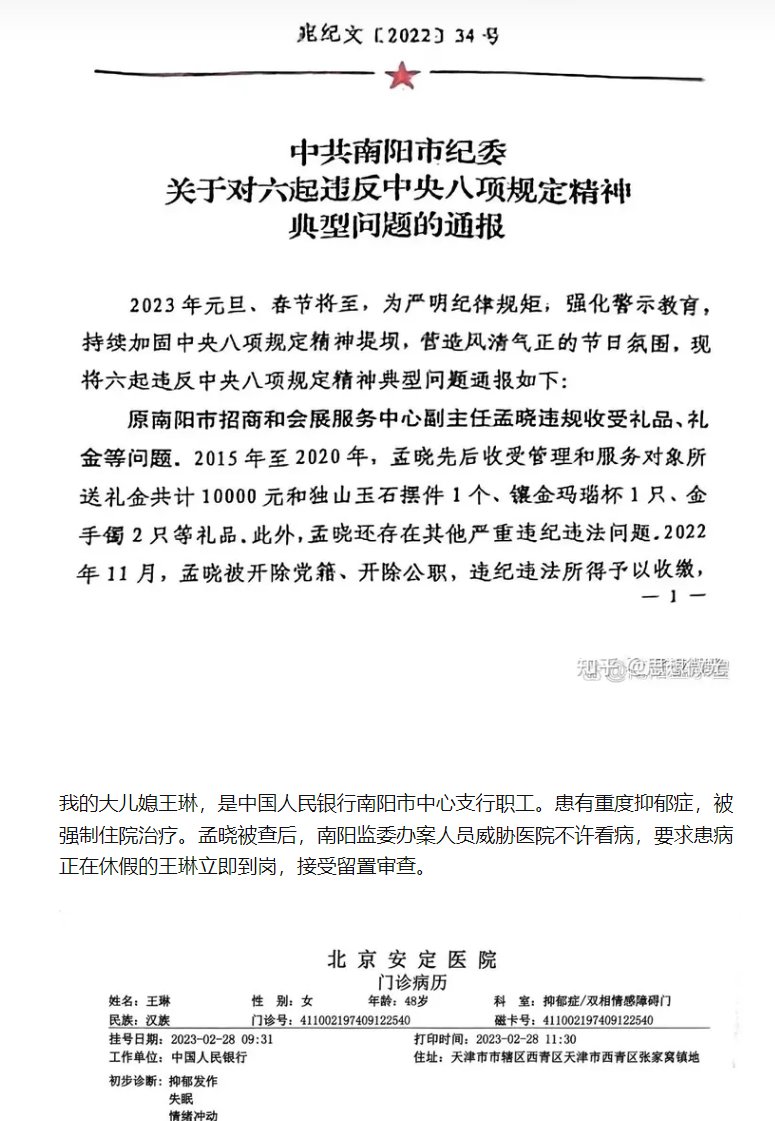 兆纪文〔2022〕34号
中共南阳市纪委
关于对六起违反中央八项规定精神
典型问题的通报
2023年元旦、春节将至，为严明纪律规矩，强化警示教育，
持续加固中央八项规定精神堤坝，营造风清气正的节日氛围，现
将六起违反中央八项规定精神典型问题通报如下：
原南阳市招商和会展服务中心副主任孟晓违规收受礼品、礼
金等问题．2015年至2020年，孟晓先后收受管理和服务对象所
送礼金共计10000元和独山玉石摆件1个、镶金玛瑙杯1只、金
手镯2只等礼品．此外，孟晓还存在其他严重违纪违法问题．2022
年11月，孟晓被开除党籍、开除公职，违纪违法所得予以收缴，
— 1 —
知乎
我的大儿媳王琳，是中国人民银行南阳市中心支行职工。患有重度抑郁症，被
强制住院治疗。孟晓被查后，南阳监委办案人员威胁医院不许看病，要求患病
正在休假的王琳立即到岗，接受留置审查。
北京安定医院
门诊病历
姓名：王琳 性 别：女 年龄：48岁 科 室：抑郁症/双相情感障碍门
民族：汉族 门诊号：411002197409122540 磁卡号：411002197409122540
挂号日期：2023-02-28 09:31 打印时间：2023-02-28 11:30
工作单位：中国人民银行 住址：天津市市辖区西青区天津市西青区张家窝镇地
初步诊断：抑郁发作
失眠
情绪冲动